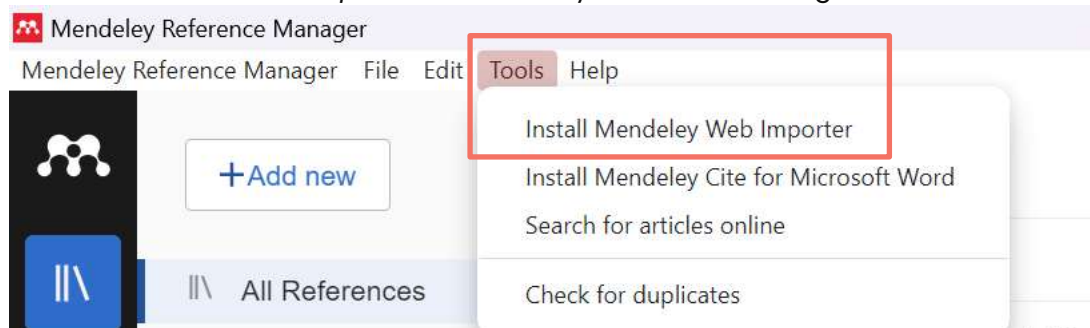 Mendeley Reference Manager
Mendeley Reference Manager File Edit Tools Help
Install Mendeley Web Importer
+Add new
Install Mendeley Cite for Microsoft Word
Search for articles online
All References
Check for duplicates